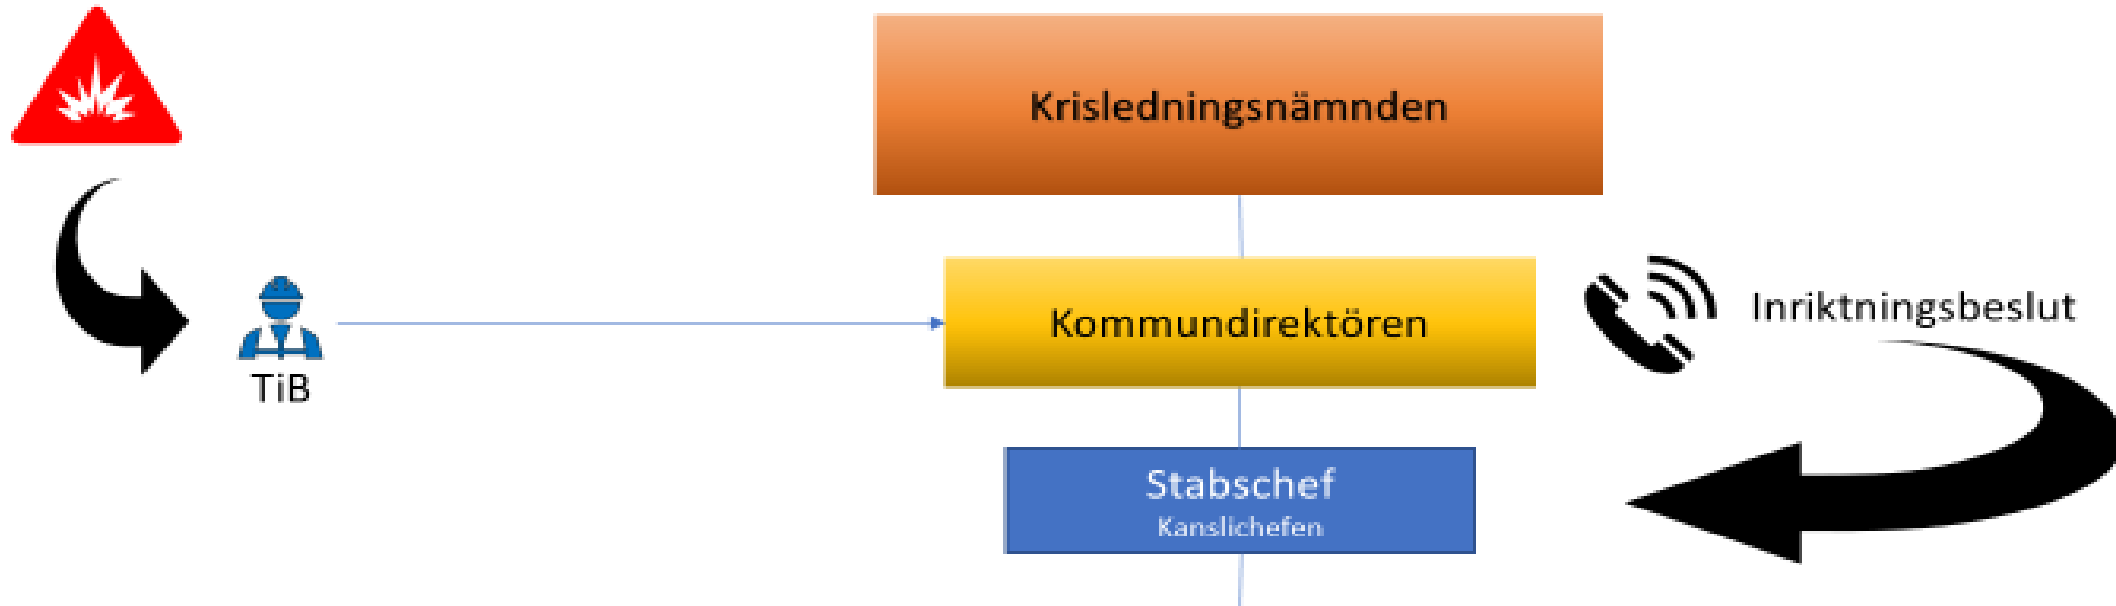 Krisledningsnämnden
Kommundirektören
Inriktningsbeslut
TiB
Stabschef
Kanslichefen